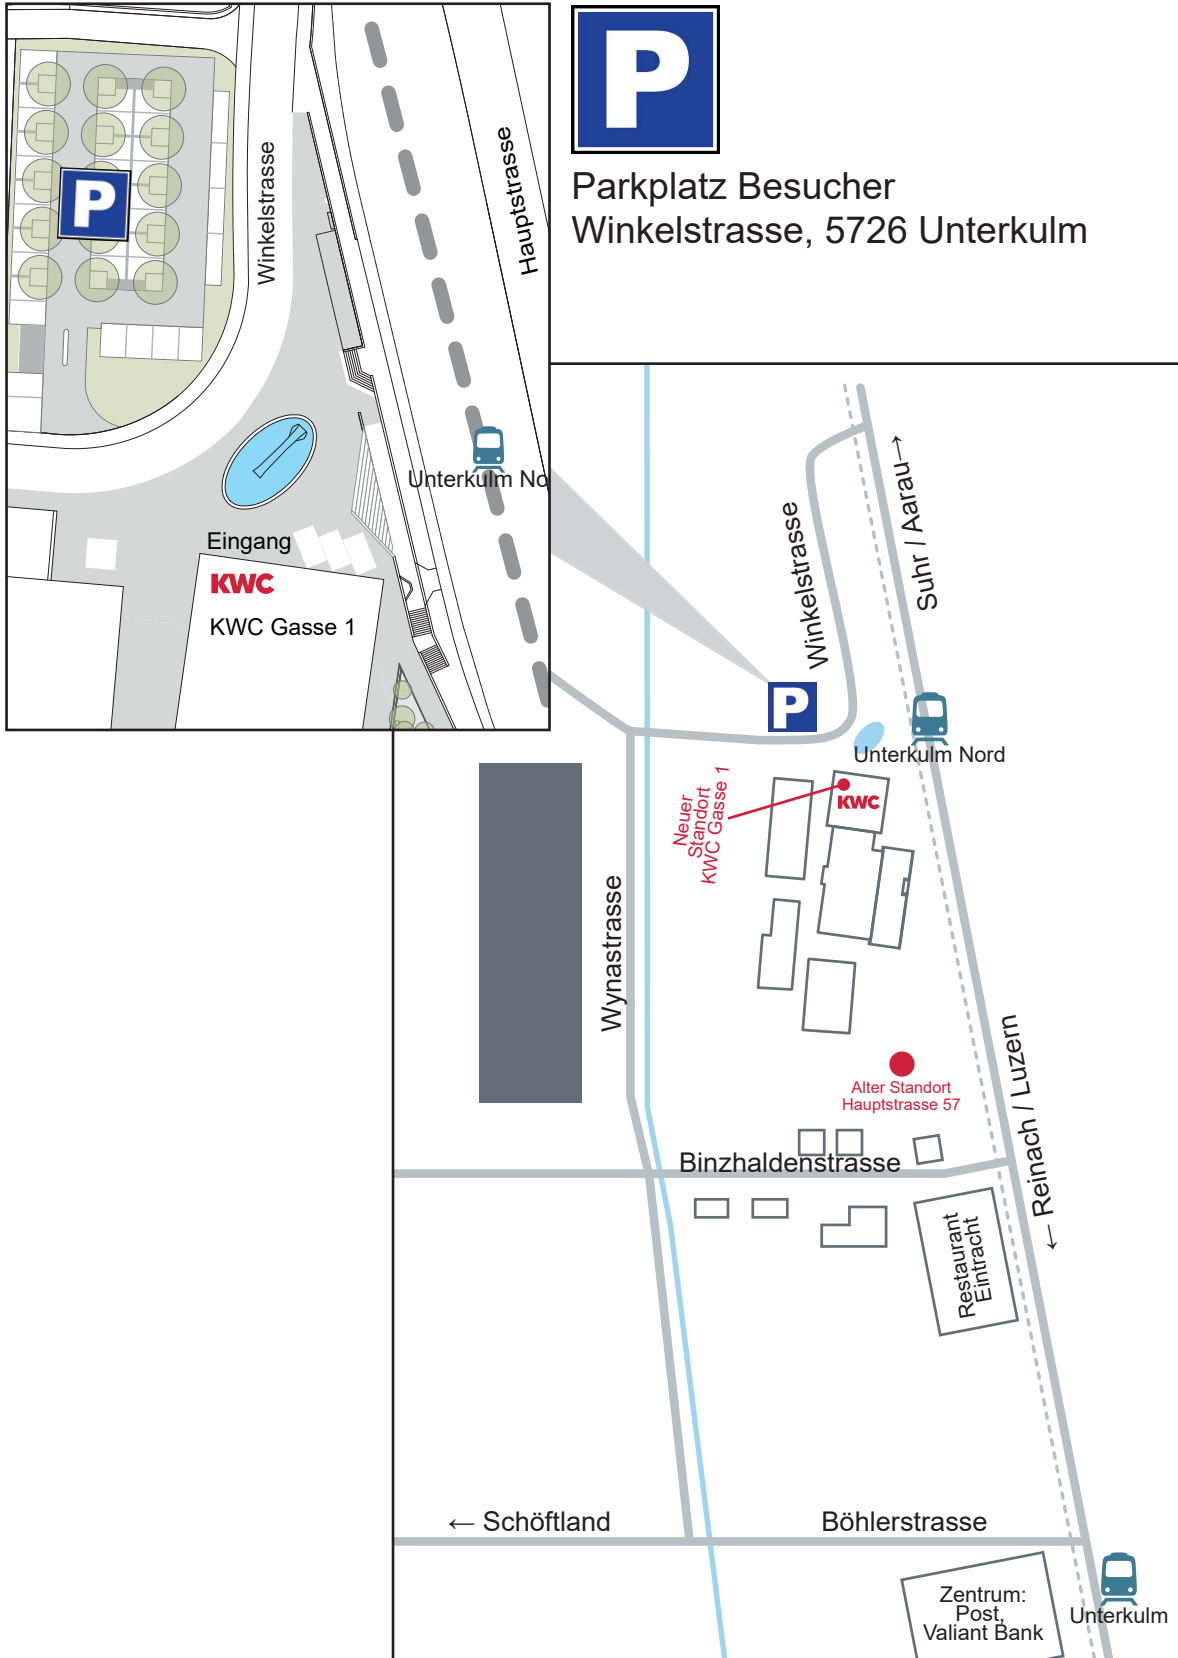 P
Parkplatz Besucher
Winkelstrasse, 5726 Unterkulm
P
Winkelstrasse
Hauptstrasse
Unterkulm No
Eingang
KWC
KWC Gasse 1
Suhr / Aarau→
Winkelstrasse
P
Unterkulm Nord
Neuer
Standort
KWC Gasse 1
KWC
Wynastrasse
Alter Standort
Hauptstrasse 57
← Reinach / Luzern
Binzhaldenstrasse
Restaurant
Eintracht
← Schöftland
Böhlerstrasse
Zentrum:
Post,
Valiant Bank
Unterkulm